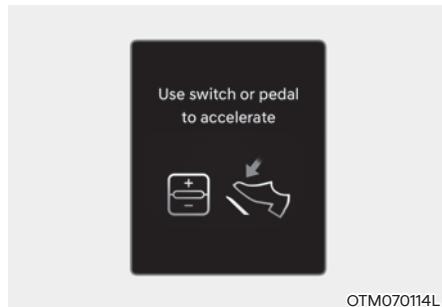 Use switch or pedal
to accelerate
+
−
OTM070114L